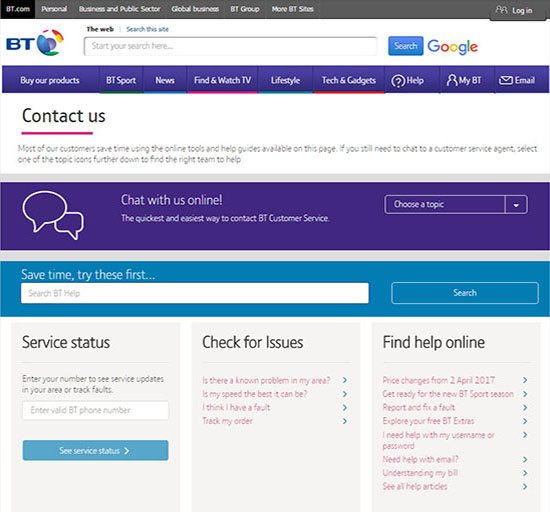 BT.com Personal Business and Public Sector Global business BT Group More BT Sites Log in
The web Search this site
BT Start your search here... Search Google
Buy our products BT Sport News Find & Watch TV Lifestyle Tech & Gadgets Help My BT Email
Contact us
Most of our customers save time using the online tools and help guides available on this page. If you still need to chat to a customer service agent, select
one of the topic icons further down to find the right team to help
Chat with us online!
The quickest and easiest way to contact BT Customer Service.
Choose a topic
Save time, try these first...
Search BT Help
Search
Service status
Enter your number to see service updates
in your area or track faults.
Enter valid BT phone number
See service status
Check for Issues
Is there a known problem in my area?
Is my speed the best it can be?
I think I have a fault
Track my order
Find help online
Price changes from 2 April 2017
Get ready for the new BT Sport season
Report and fix a fault
Explore your free BT Extras
I need help with my username or
password
Need help with email?
Understanding my bill
See all help articles